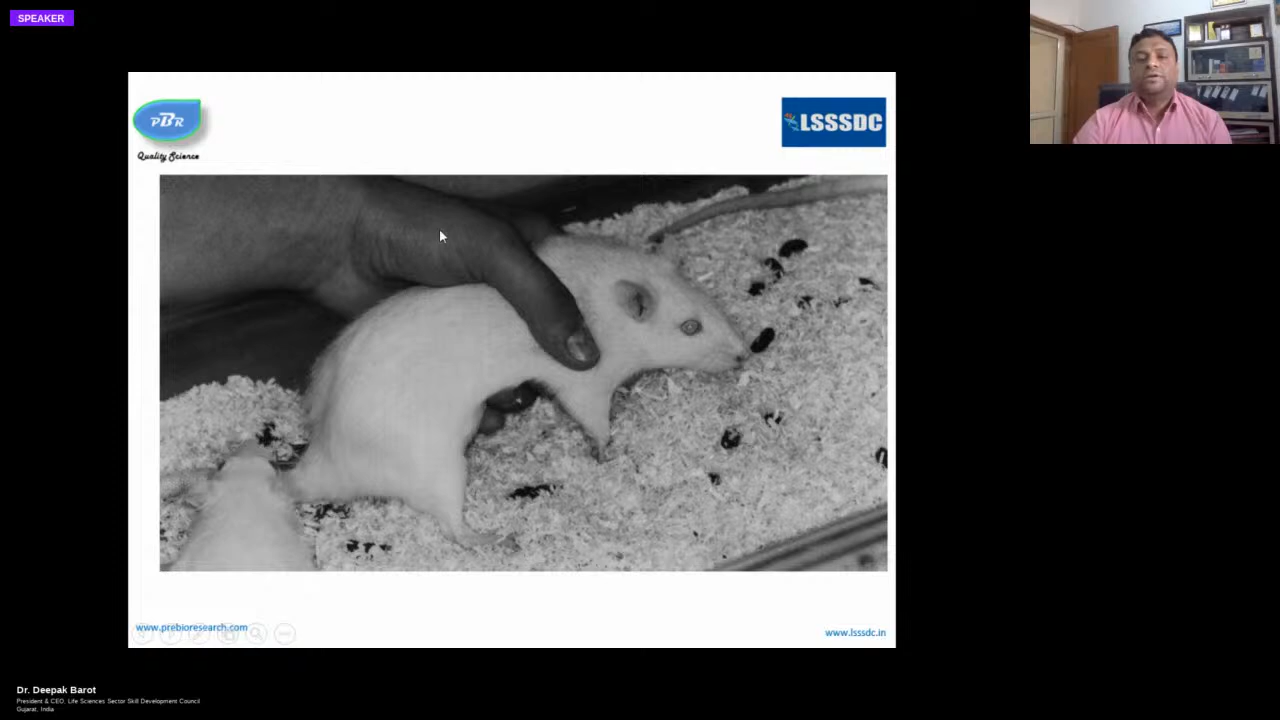 SPEAKER
PBR
Quality Science
LSSSDC
www.prebioresearch.com
www.lsssdc.in
Dr. Deepak Barot
President & CEO, Life Sciences Sector Skill Development Council
Gujarat, India